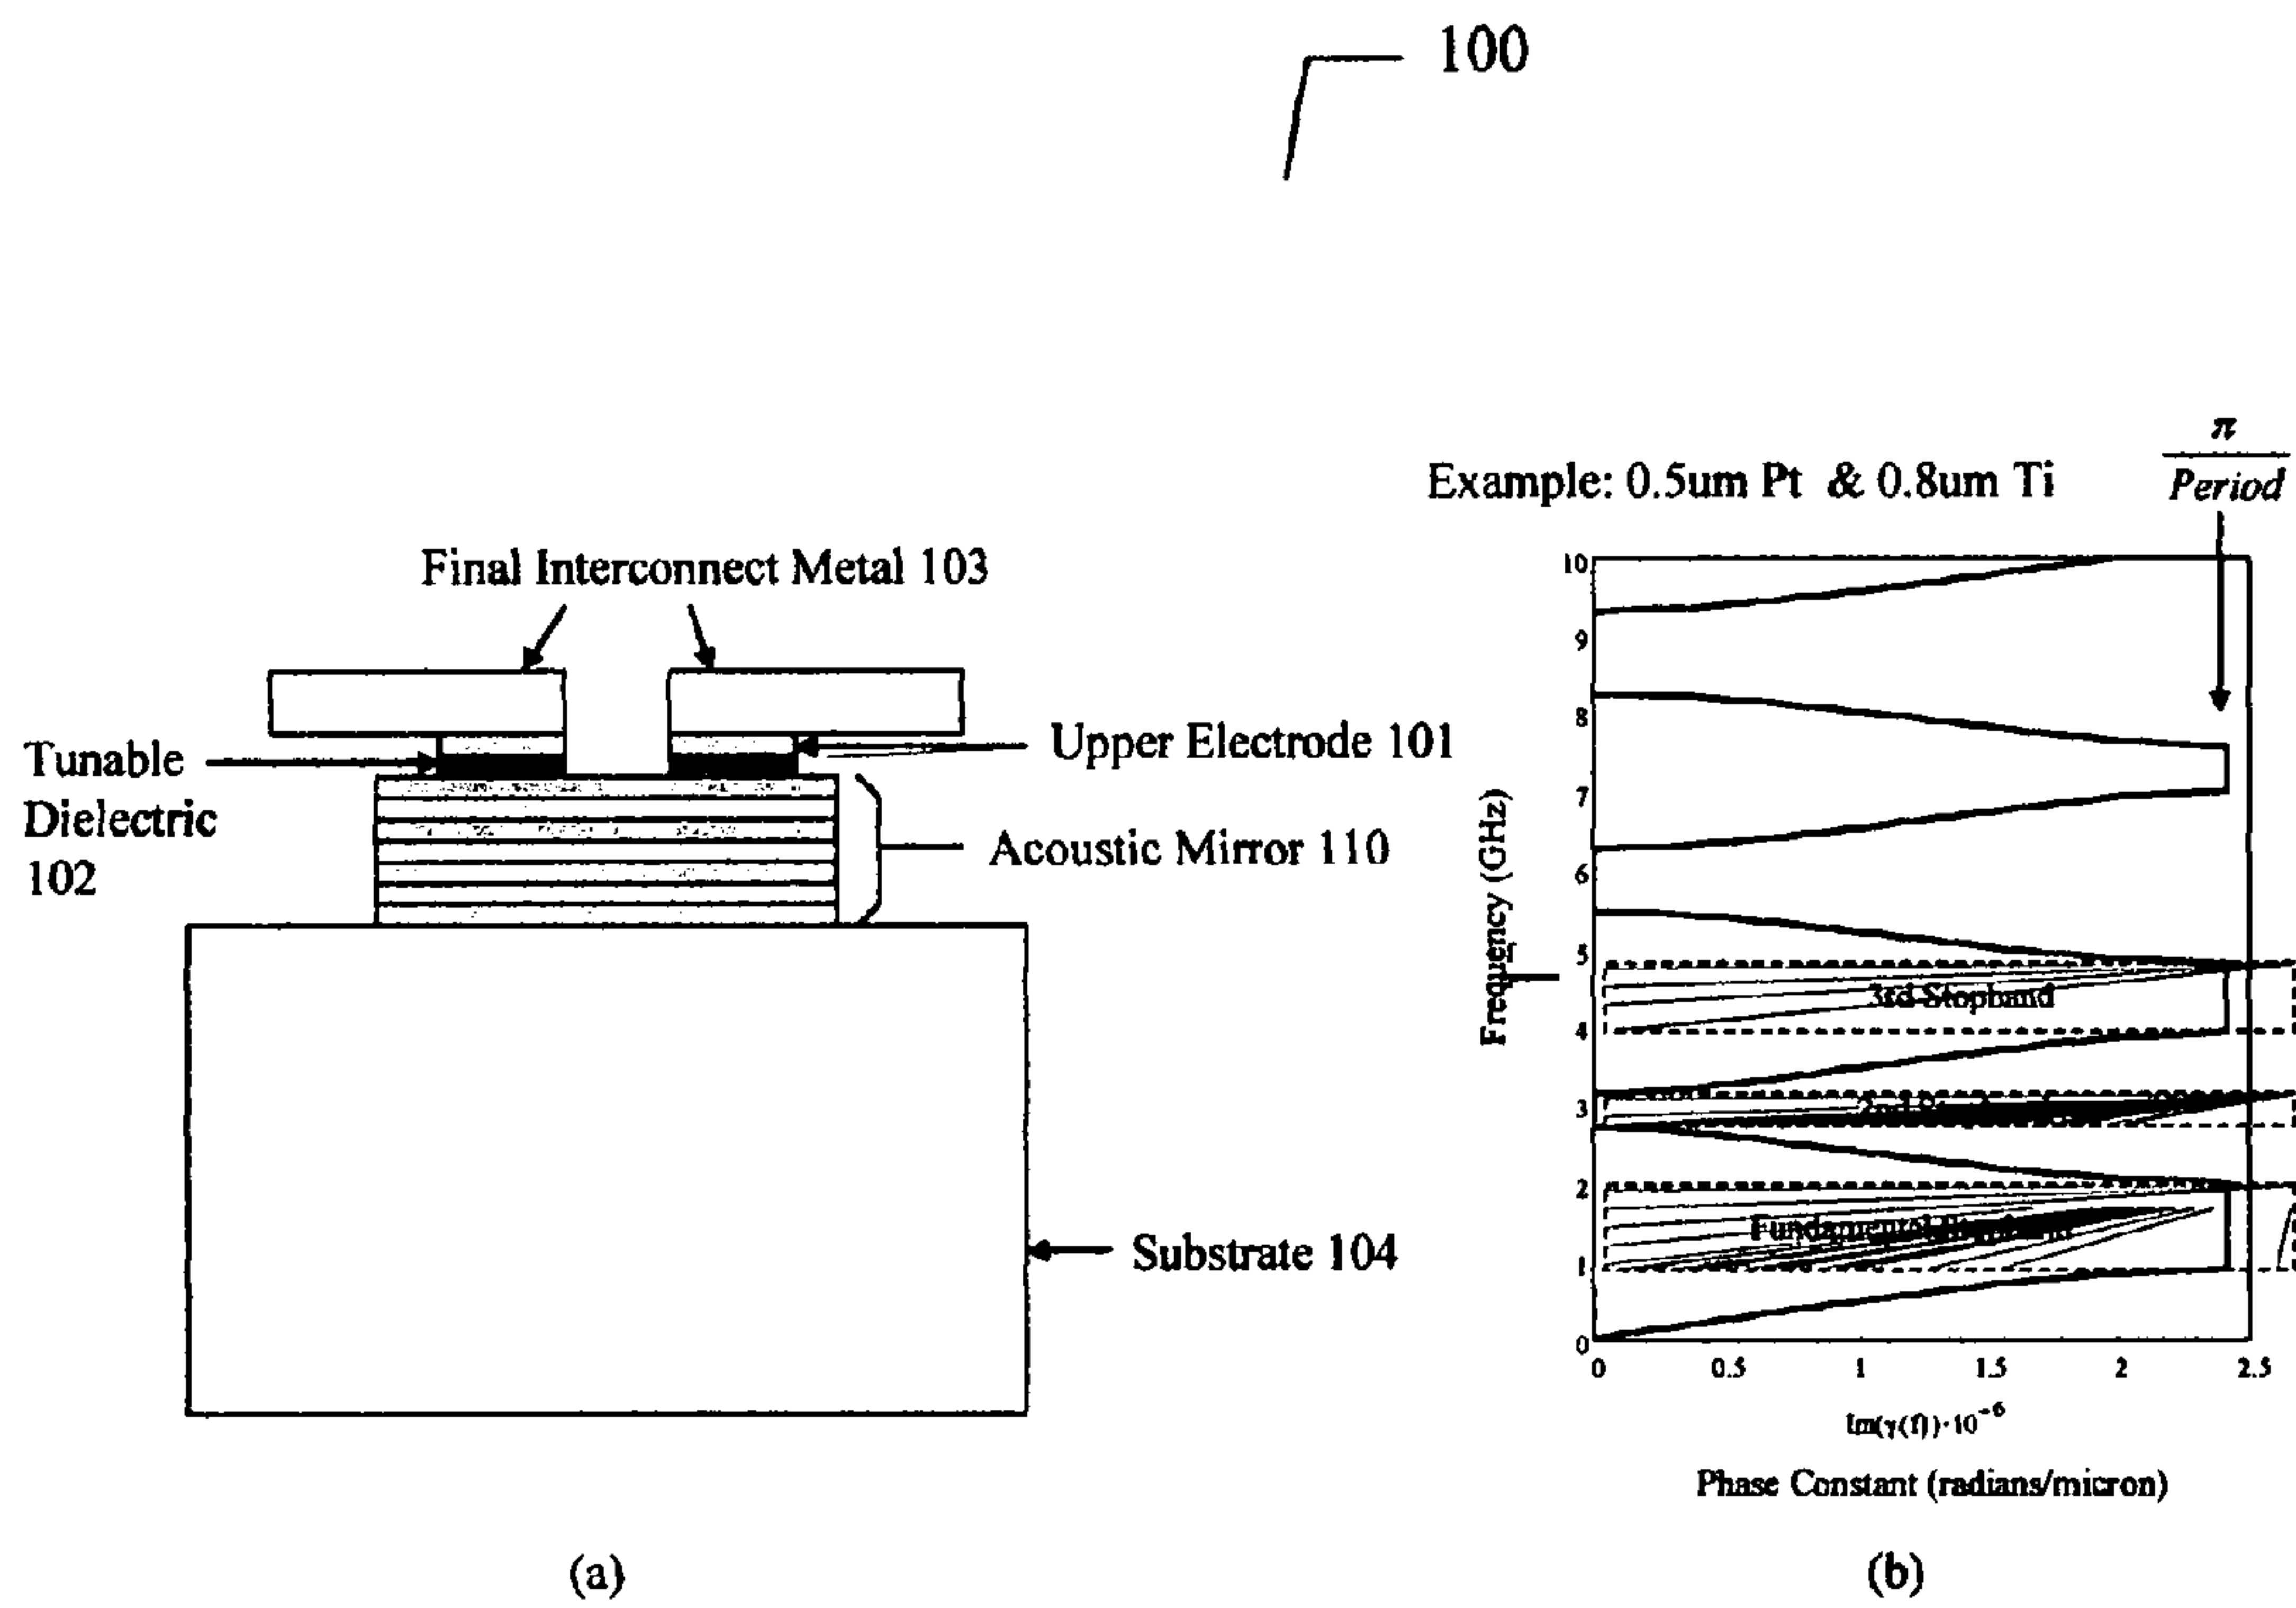 100
Final Interconnect Metal 103
Tunable
Dielectric
102
Upper Electrode 101
Acoustic Mirror 110
Substrate 104
(a)
Example: 0.5um Pt & 0.8um Ti
π
Period
Frequency (GHz)
10
9
8
7
6
5
4
3
2
1
0
3rd Stopband
Fundamental
0 0.5 1 1.5 2 2.5
Im(γ(f))·10⁻⁶
Phase Constant (radians/micron)
(b)